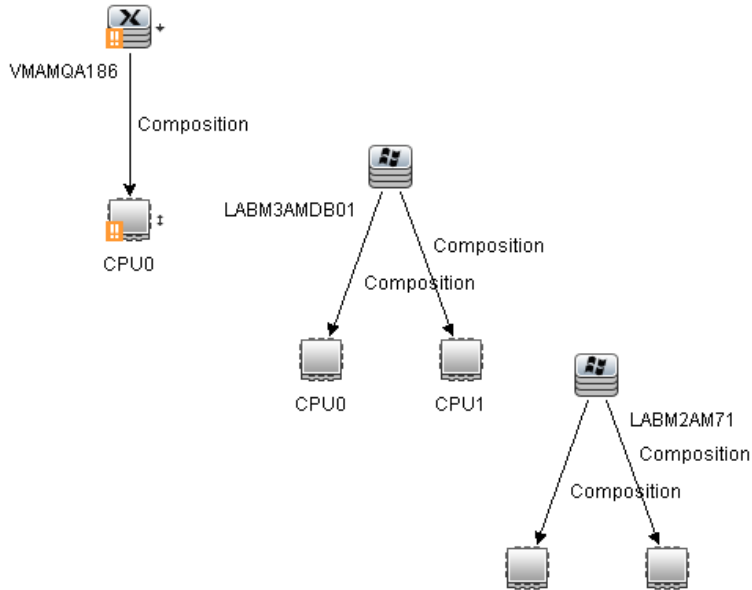 VMAMQA186
Composition
CPU0
LABM3AMDB01
Composition
Composition
CPU0
CPU1
LABM2AM71
Composition
Composition